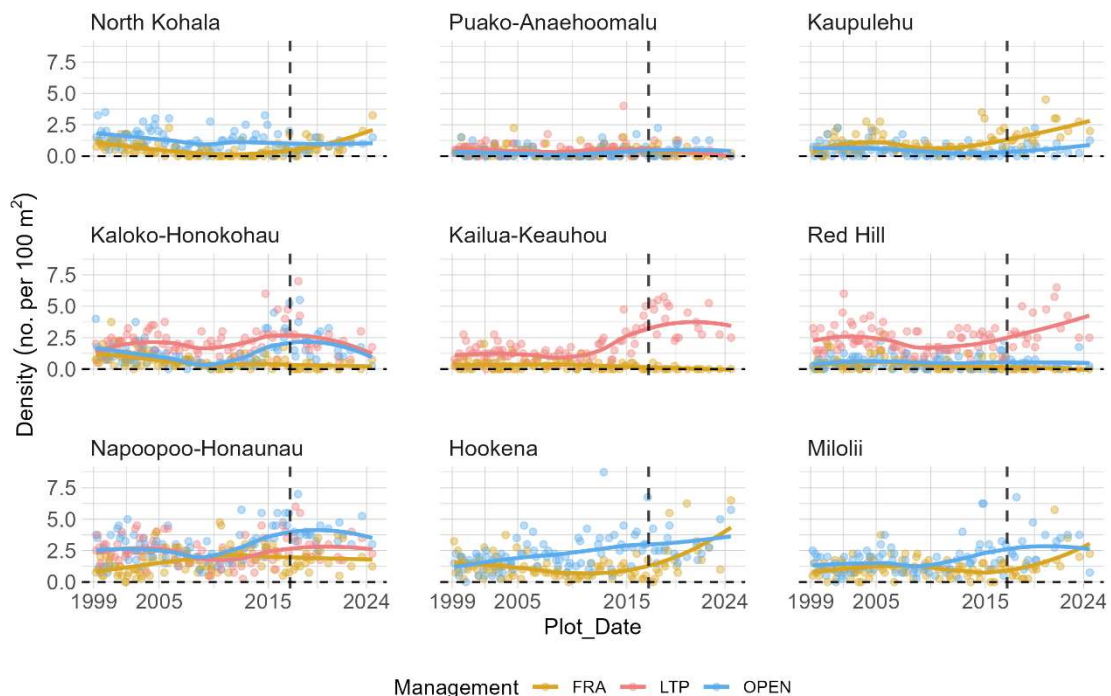 North Kohala
Puako-Anaehoomalu
Kaupulehu
7.5
5.0
2.5
0.0
Kaloko-Honokohau
Kailua-Keauhou
Red Hill
7.5
5.0
2.5
0.0
Napoopoo-Honaunau
Hookena
Milolii
7.5
5.0
2.5
0.0
1999 2005 2015 2024
1999 2005 2015 2024
1999 2005 2015 2024
Density (no. per 100 m²)
Plot_Date
Management FRA LTP OPEN